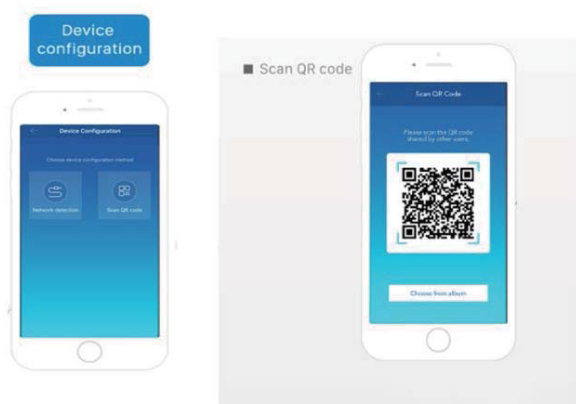 Device
configuration
Device Configuration
Choose device configuration method
Network detection
Scan QR code
■ Scan QR code
Scan QR Code
Please scan the QR code
shared by other users
Choose from album